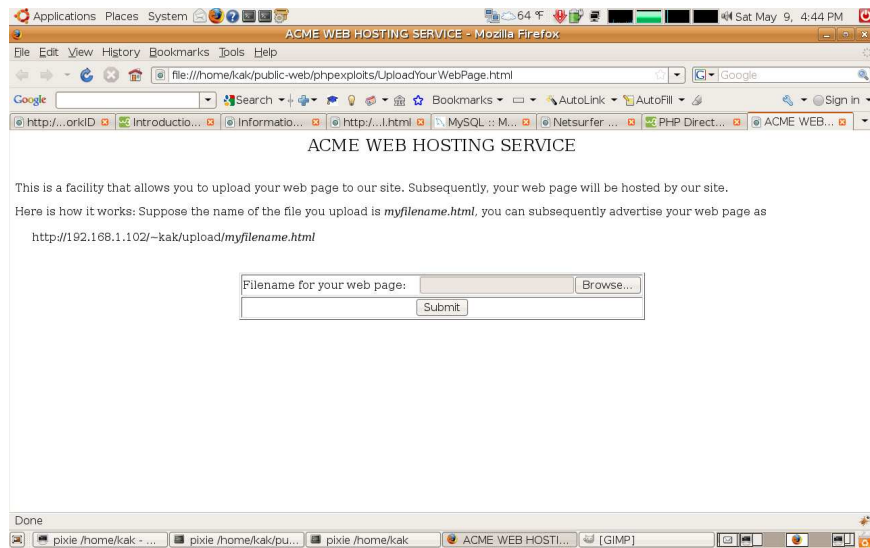 Applications Places System 64 °F Sat May 9, 4:44 PM
ACME WEB HOSTING SERVICE - Mozilla Firefox
File Edit View History Bookmarks Tools Help
file:///home/kak/public-web/phpexploits/UploadYourWebPage.html Google
Google Search Bookmarks AutoLink AutoFill Sign in
http:/...orkID Introductio... Informatio... http:/...l.html MySQL :: M... Netsurfer ... PHP Direct... ACME WEB...
ACME WEB HOSTING SERVICE
This is a facility that allows you to upload your web page to our site. Subsequently, your web page will be hosted by our site.
Here is how it works: Suppose the name of the file you upload is myfilename.html, you can subsequently advertise your web page as
http://192.168.1.102/~kak/upload/myfilename.html
Filename for your web page: Browse...
Submit
Done
pixie /home/kak - ... pixie /home/kak/pu... pixie /home/kak ACME WEB HOSTI... [GIMP]